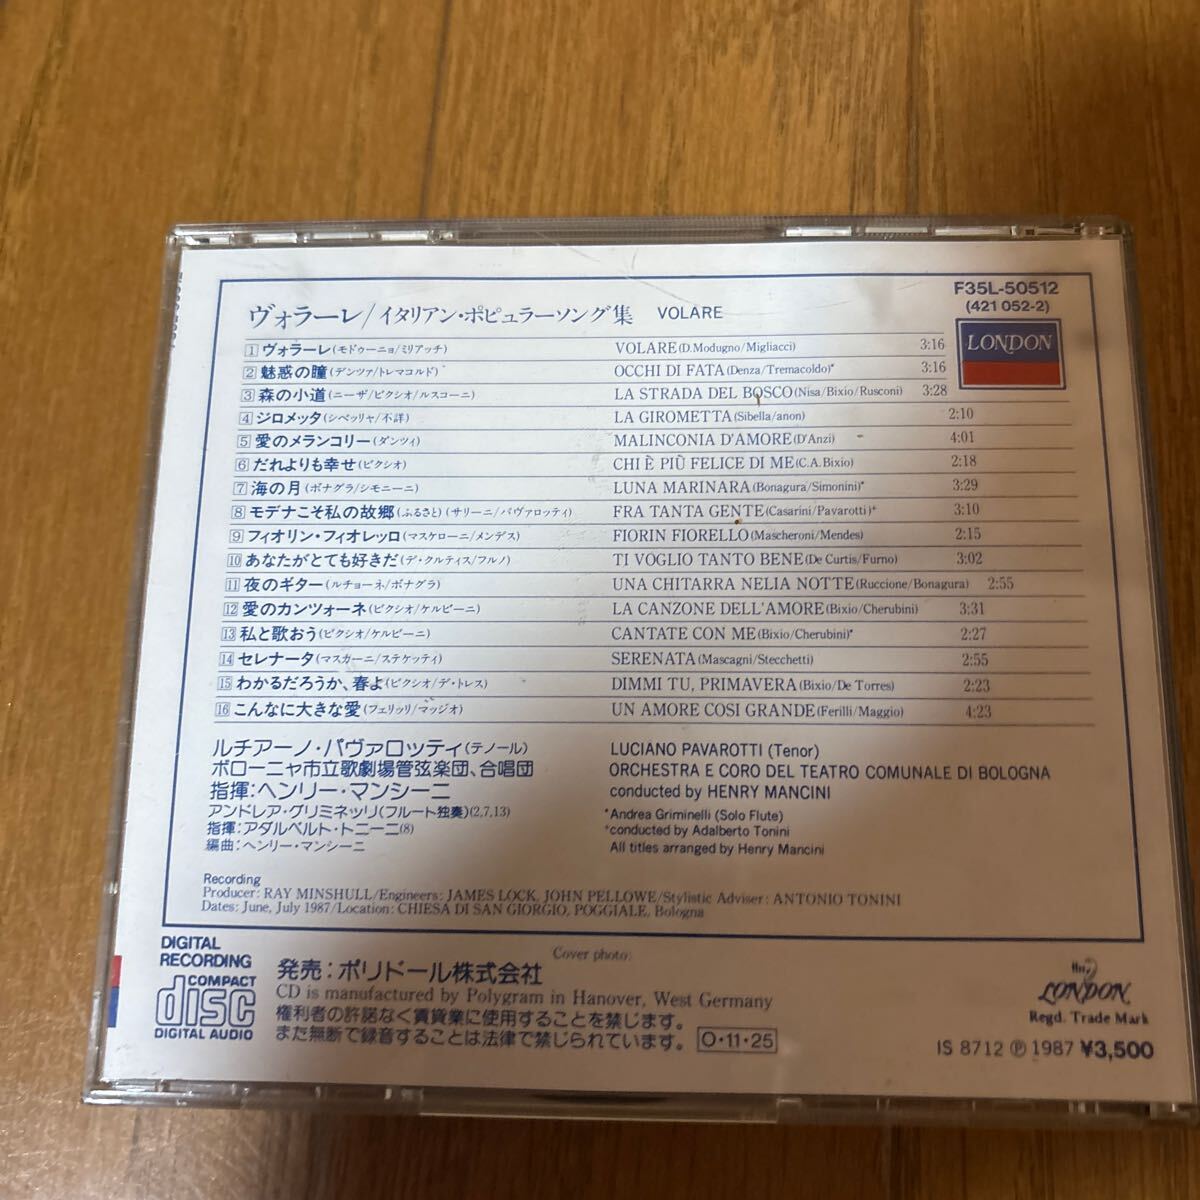 F35L-50512
(421 052-2)
LONDON
ヴォラーレ/イタリアン・ポピュラーソング集 VOLARE
1 ヴォラーレ(モドゥーニョ/ミリアッチ) VOLARE(D.Modugno/Migliacci) 3:16
2 魅惑の瞳(デンツァ/トレマコルド) OCCHI DI FATA(Denza/Tremacoldo)* 3:16
3 森の小道(ニーザ/ビクシオ/ルスコーニ) LA STRADA DEL BOSCO(Nisa/Bixio/Rusconi) 3:28
4 ジロメッタ(シベッリャ/不詳) LA GIROMETTA(Sibella/anon) 2:10
5 愛のメランコリー(ダンツィ) MALINCONIA D'AMORE(D'Anzi) 4:01
6 だれよりも幸せ(ビクシオ) CHI È PIÙ FELICE DI ME(C.A.Bixio) 2:18
7 海の月(ボナグラ/シモニーニ) LUNA MARINARA(Bonagura/Simonini)* 3:29
8 モデナこそ私の故郷(ふるさと)(サリーニ/パヴァロッティ) FRA TANTA GENTE(Casarini/Pavarotti)+ 3:10
9 フィオリン・フィオレッロ(マスケローニ/メンデス) FIORIN FIORELLO(Mascheroni/Mendes) 2:15
10 あなたがとても好きだ(デ・クルティス/フルノ) TI VOGLIO TANTO BENE(De Curtis/Furno) 3:02
11 夜のギター(ルチョーネ/ボナグラ) UNA CHITARRA NELIA NOTTE(Ruccione/Bonagura) 2:55
12 愛のカンツォーネ(ビクシオ/ケルビーニ) LA CANZONE DELL'AMORE(Bixio/Cherubini) 3:31
13 私と歌おう(ビクシオ/ケルビーニ) CANTATE CON ME(Bixio/Cherubini)* 2:27
14 セレナータ(マスカーニ/ステケッティ) SERENATA(Mascagni/Stecchetti) 2:55
15 わかるだろうか、春よ(ビクシオ/デ・トレス) DIMMI TU, PRIMAVERA(Bixio/De Torres) 2:23
16 こんなに大きな愛(フェリッリ/マッジオ) UN AMORE COSI GRANDE(Ferilli/Maggio) 4:23
ルチアーノ・パヴァロッティ(テノール)
ボローニャ市立歌劇場管弦楽団、合唱団
指揮:ヘンリー・マンシーニ
アンドレア・グリミネッリ(フルート独奏)(2,7,13)
指揮:アダルベルト・トニーニ(8)
編曲:ヘンリー・マンシーニ
LUCIANO PAVAROTTI (Tenor)
ORCHESTRA E CORO DEL TEATRO COMUNALE DI BOLOGNA
conducted by HENRY MANCINI
*Andrea Griminelli (Solo Flute)
+conducted by Adalberto Tonini
All titles arranged by Henry Mancini
Recording
Producer: RAY MINSHULL/Engineers: JAMES LOCK, JOHN PELLOWE/Stylistic Adviser: ANTONIO TONINI
Dates: June, July 1987/Location: CHIESA DI SAN GIORGIO, POGGIALE, Bologna
DIGITAL
RECORDING
COMPACT
disc
DIGITAL AUDIO
Cover photo:
発売:ポリドール株式会社
CD is manufactured by Polygram in Hanover, West Germany
権利者の許諾なく賃貸業に使用することを禁じます。
また無断で録音することは法律で禁じられています。 O・11・25
LONDON
Regd. Trade Mark
IS 8712 Ⓟ 1987 ¥3,500